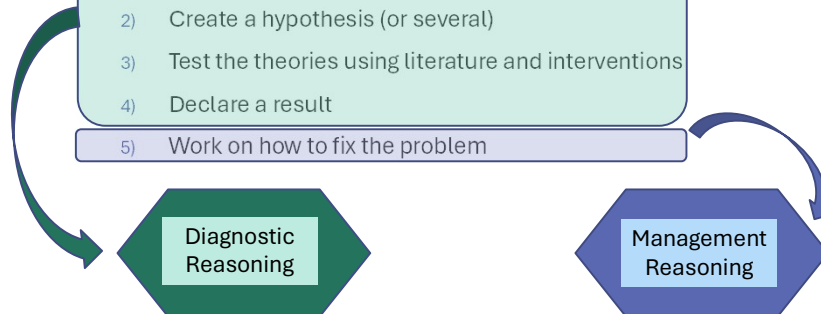 2) Create a hypothesis (or several)
3) Test the theories using literature and interventions
4) Declare a result
5) Work on how to fix the problem
Diagnostic
Reasoning
Management
Reasoning